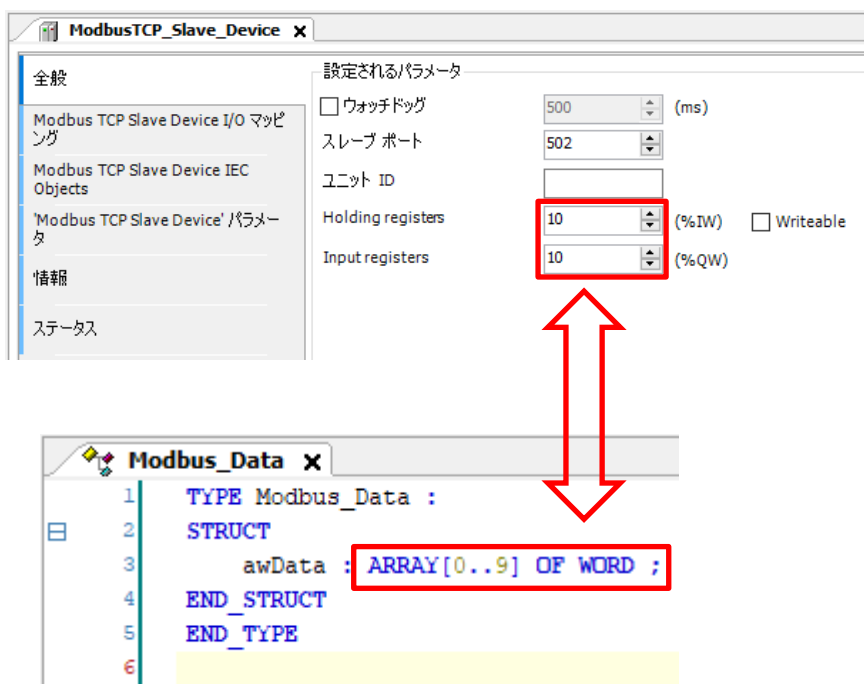 ModbusTCP_Slave_Device x
全般
Modbus TCP Slave Device I/O マッピ
ング
Modbus TCP Slave Device IEC
Objects
'Modbus TCP Slave Device' パラメー
タ
情報
ステータス
設定されるパラメータ
ウォッチドッグ 500 (ms)
スレーブ ポート 502
ユニット ID
Holding registers 10 (%IW) Writeable
Input registers 10 (%QW)
Modbus_Data x
1 TYPE Modbus_Data :
2 STRUCT
3 awData : ARRAY[0..9] OF WORD ;
4 END_STRUCT
5 END_TYPE
6